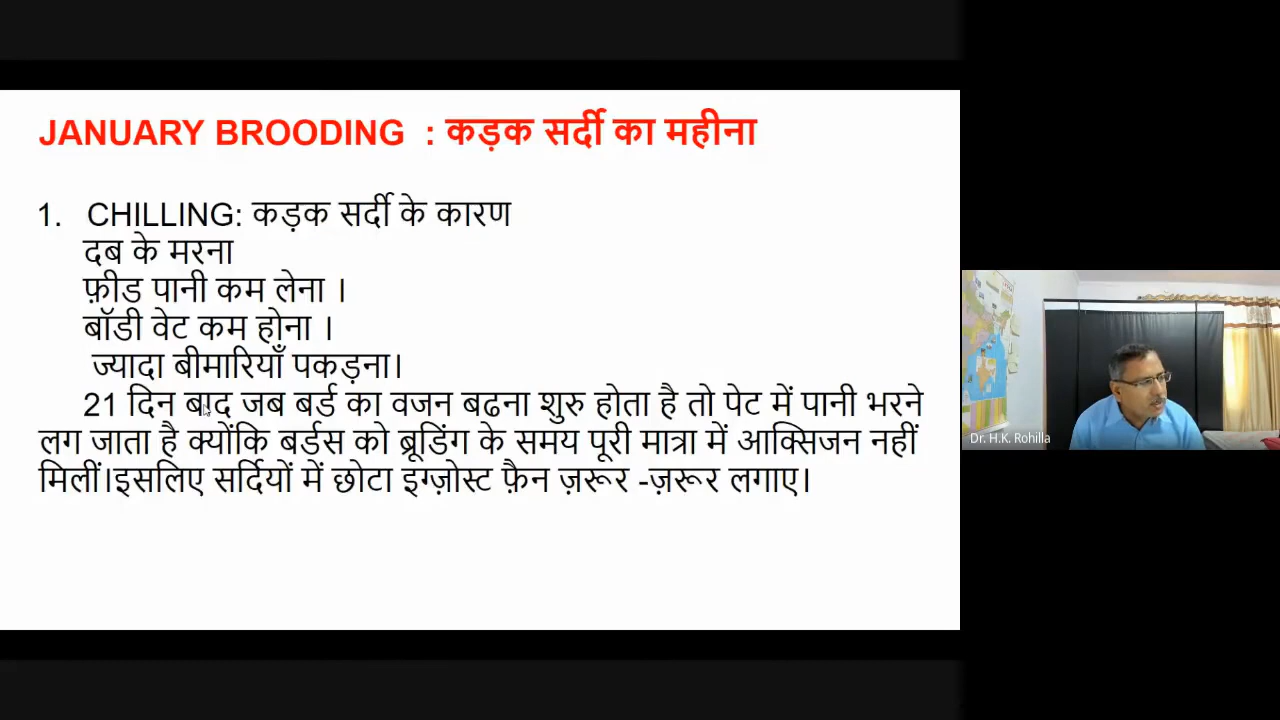 JANUARY BROODING : कड़क सर्दी का महीना
1. CHILLING: कड़क सर्दी के कारण
दब के मरना
फ़ीड पानी कम लेना ।
बॉडी वेट कम होना ।
ज्यादा बीमारियाँ पकड़ना।
21 दिन बाद जब बर्ड का वजन बढना शुरु होता है तो पेट में पानी भरने
लग जाता है क्योंकि बर्डस को ब्रूडिंग के समय पूरी मात्रा में आक्सिजन नहीं
मिलीं।इसलिए सर्दियों में छोटा इग्ज़ोस्ट फ़ैन ज़रूर -ज़रूर लगाए।
Dr. H.K. Rohilla